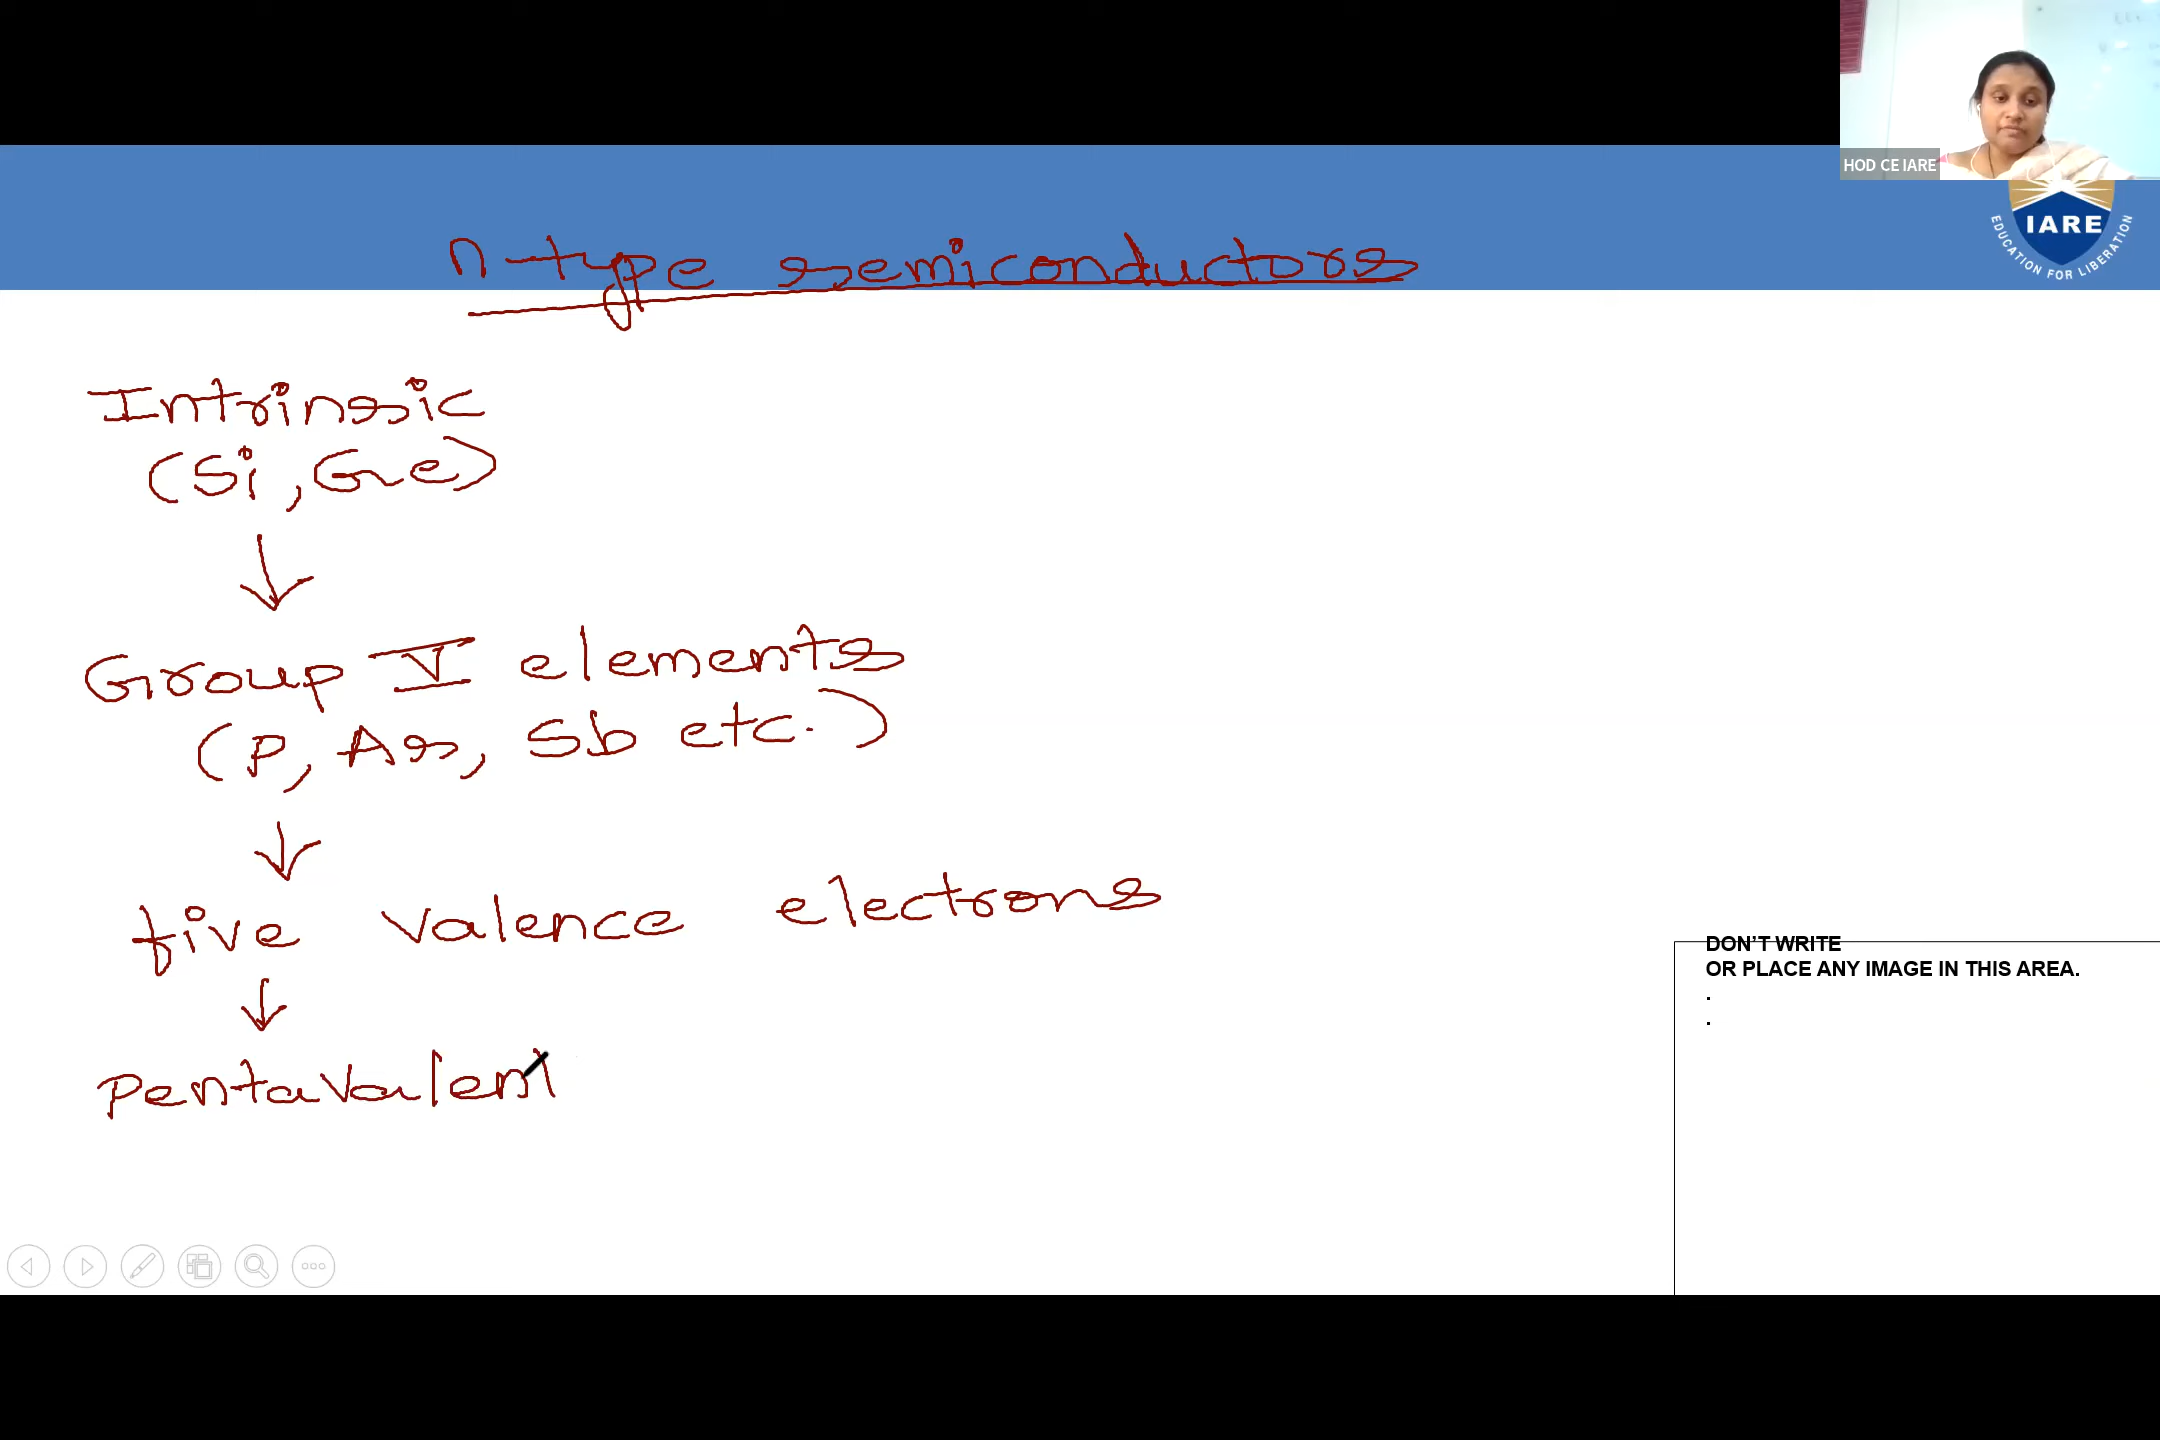 HOD CE IARE
IARE
EDUCATION FOR LIBERATION
n-type semiconductors
Intrinsic
(Si, Ge)
Group V elements
(P, As, Sb etc.)
five valence electrons
Pentavalent
DON'T WRITE
OR PLACE ANY IMAGE IN THIS AREA.
.
.